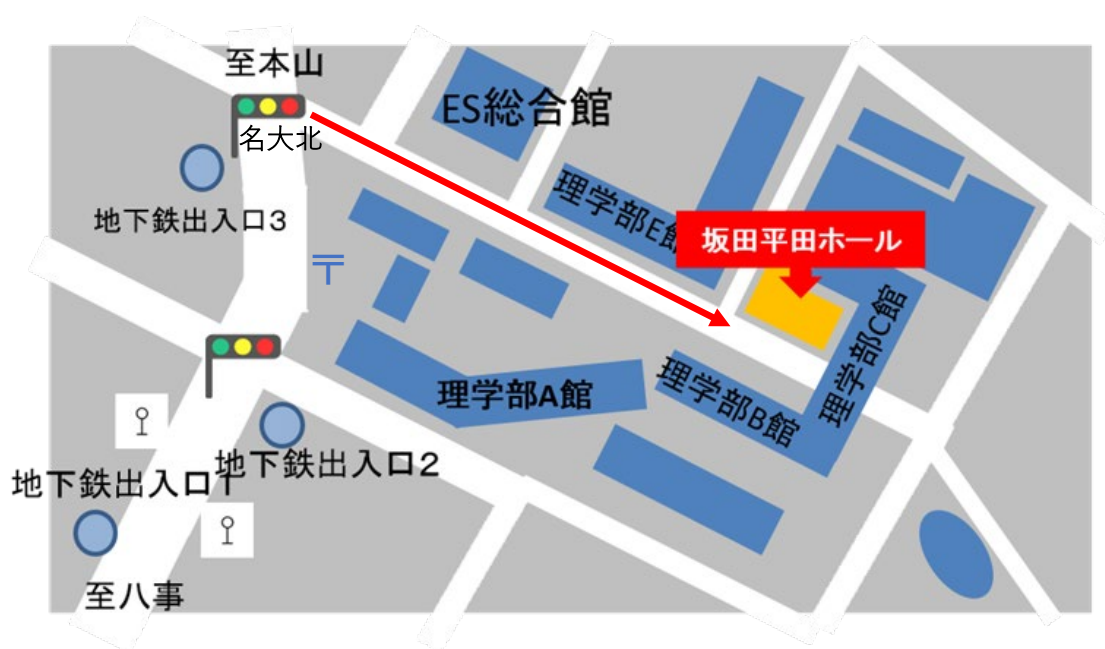 至本山
名大北
ES総合館
地下鉄出入口3
理学部E館
坂田平田ホール
〒
理学部C館
理学部A館
理学部B館
地下鉄出入口2
地下鉄出入口1
至八事